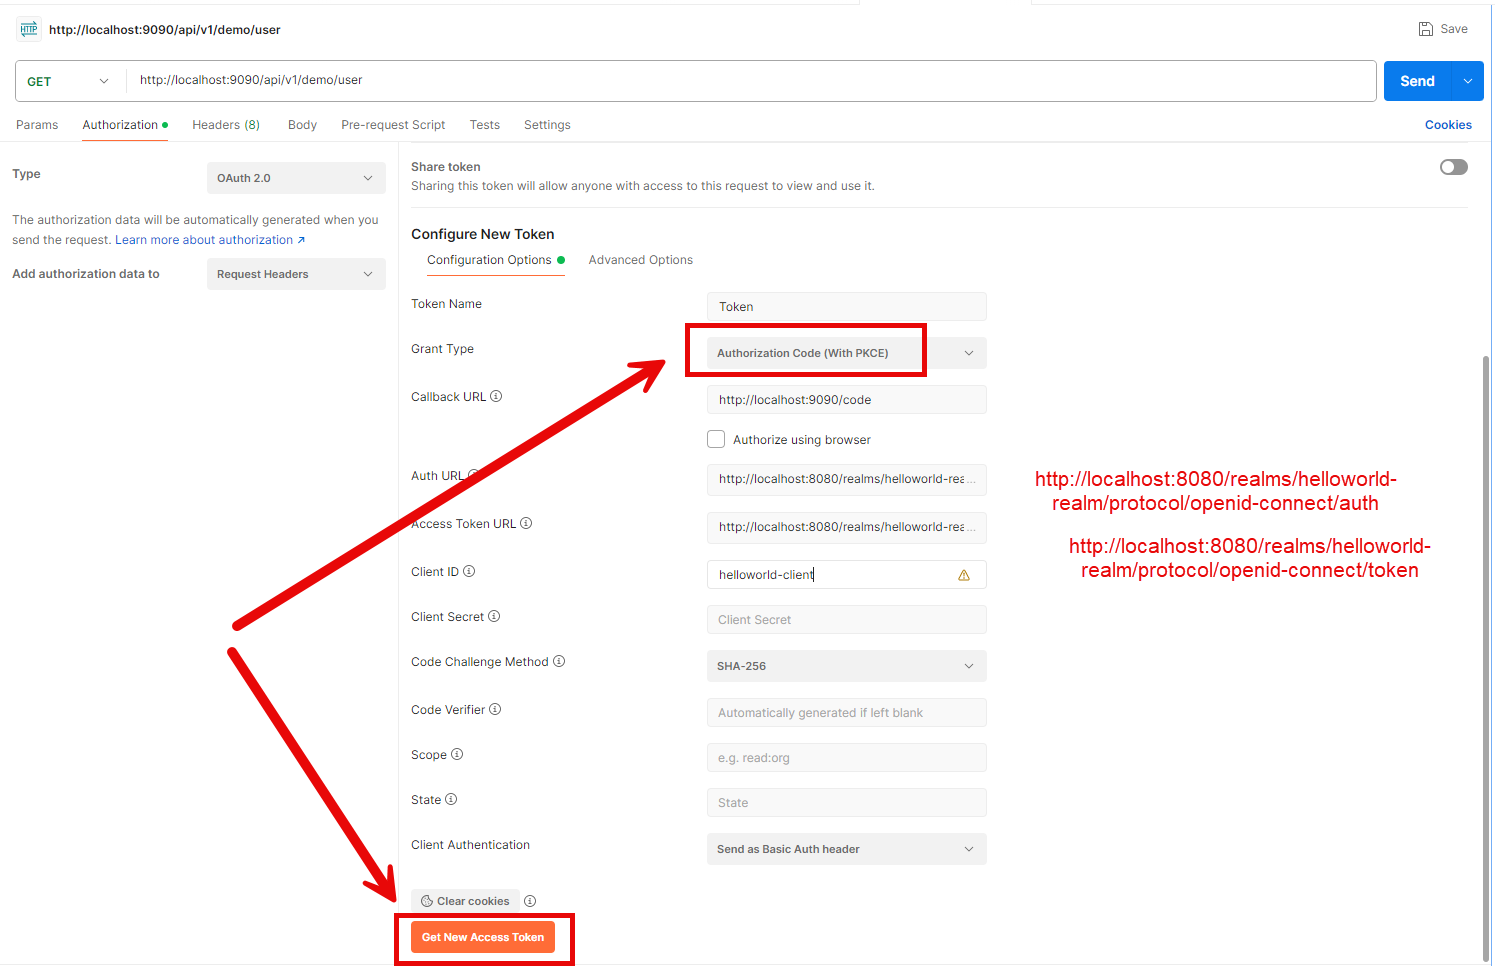 HTTP http://localhost:9090/api/v1/demo/user Save
GET http://localhost:9090/api/v1/demo/user Send
Params Authorization Headers (8) Body Pre-request Script Tests Settings Cookies
Type OAuth 2.0
The authorization data will be automatically generated when you
send the request. Learn more about authorization ↗
Add authorization data to Request Headers
Share token
Sharing this token will allow anyone with access to this request to view and use it.
Configure New Token
Configuration Options Advanced Options
Token Name Token
Grant Type Authorization Code (With PKCE)
Callback URL http://localhost:9090/code
Authorize using browser
Auth URL http://localhost:8080/realms/helloworld-rea...
Access Token URL http://localhost:8080/realms/helloworld-rea...
Client ID helloworld-client
Client Secret Client Secret
Code Challenge Method SHA-256
Code Verifier Automatically generated if left blank
Scope e.g. read:org
State State
Client Authentication Send as Basic Auth header
Clear cookies
Get New Access Token
http://localhost:8080/realms/helloworld-
realm/protocol/openid-connect/auth
http://localhost:8080/realms/helloworld-
realm/protocol/openid-connect/token